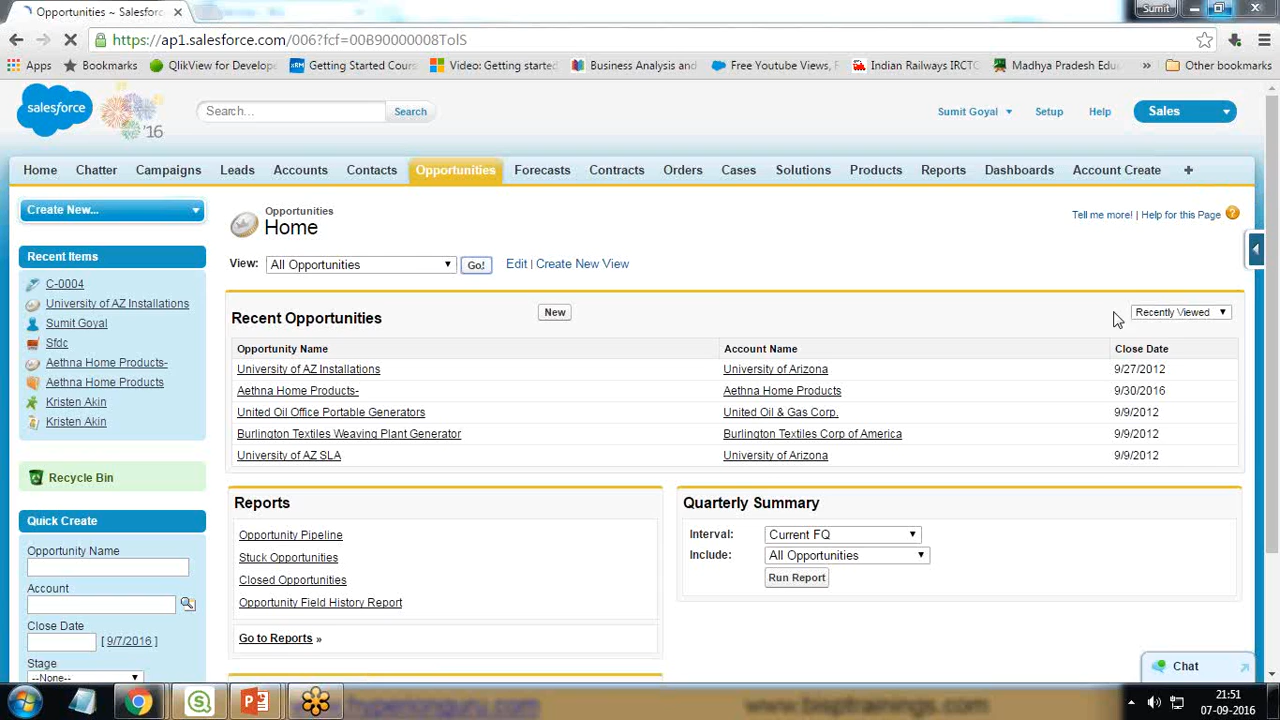 Opportunities ~ Salesforc
Sumit
https://ap1.salesforce.com/006?fcf=00B90000008TolS
Apps
Bookmarks
QlikView for Develope
Getting Started Cours
Video: Getting started
Business Analysis and
Free Youtube Views,
Indian Railways IRCTC
Madhya Pradesh Edu
»
Other bookmarks
salesforce
'16
Search...
Search
Sumit Goyal
Setup
Help
Sales
Home
Chatter
Campaigns
Leads
Accounts
Contacts
Opportunities
Forecasts
Contracts
Orders
Cases
Solutions
Products
Reports
Dashboards
Account Create
+
Create New...
Recent Items
C-0004
University of AZ Installations
Sumit Goyal
Sfdc
Aethna Home Products-
Aethna Home Products
Kristen Akin
Kristen Akin
Recycle Bin
Quick Create
Opportunity Name
Account
Close Date
[ 9/7/2016 ]
Stage
--None--
Opportunities
Home
Tell me more! | Help for this Page
View:
All Opportunities
Go!
Edit | Create New View
Recent Opportunities
New
Recently Viewed
Opportunity Name Account Name Close Date
University of AZ Installations University of Arizona 9/27/2012
Aethna Home Products- Aethna Home Products 9/30/2016
United Oil Office Portable Generators United Oil & Gas Corp. 9/9/2012
Burlington Textiles Weaving Plant Generator Burlington Textiles Corp of America 9/9/2012
University of AZ SLA University of Arizona 9/9/2012
Reports
Opportunity Pipeline
Stuck Opportunities
Closed Opportunities
Opportunity Field History Report
Go to Reports »
Quarterly Summary
Interval: Current FQ
Include: All Opportunities
Run Report
Chat
www.bisptrainings.com
21:51
07-09-2016